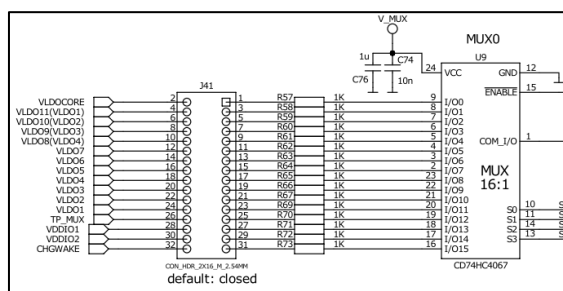 V_MUX
MUX0
1u C74 U9
C76 10n
24 VCC GND 12
ENABLE 15
J41
VLDOCORE 2 1 R57 1K 9 I/O0
VLDO11(VLDO1) 4 3 R58 1K 8 I/O1
VLDO10(VLDO2) 6 5 R59 1K 7 I/O2
VLDO9(VLDO3) 8 7 R60 1K 6 I/O3
VLDO8(VLDO4) 10 9 R61 1K 5 I/O4 COM_I/O 1
VLDO7 12 11 R62 1K 4 I/O5
VLDO6 14 13 R63 1K 3 I/O6
VLDO5 16 15 R64 1K 2 I/O7
VLDO4 18 17 R65 1K 23 I/O8
VLDO3 20 19 R66 1K 22 I/O9
VLDO2 22 21 R67 1K 21 I/O10
VLDO1 24 23 R69 1K 20 I/O11
TP_MUX 26 25 R70 1K 19 I/O12
VDDIO1 28 27 R71 1K 18 I/O13
VDDIO2 30 29 R72 1K 17 I/O14
CHGWAKE 32 31 R73 1K 16 I/O15
MUX
16:1
S0 10
S1 11
S2 14
S3 13
CON_HDR_2X16_M_2.54MM
default: closed
CD74HC4067